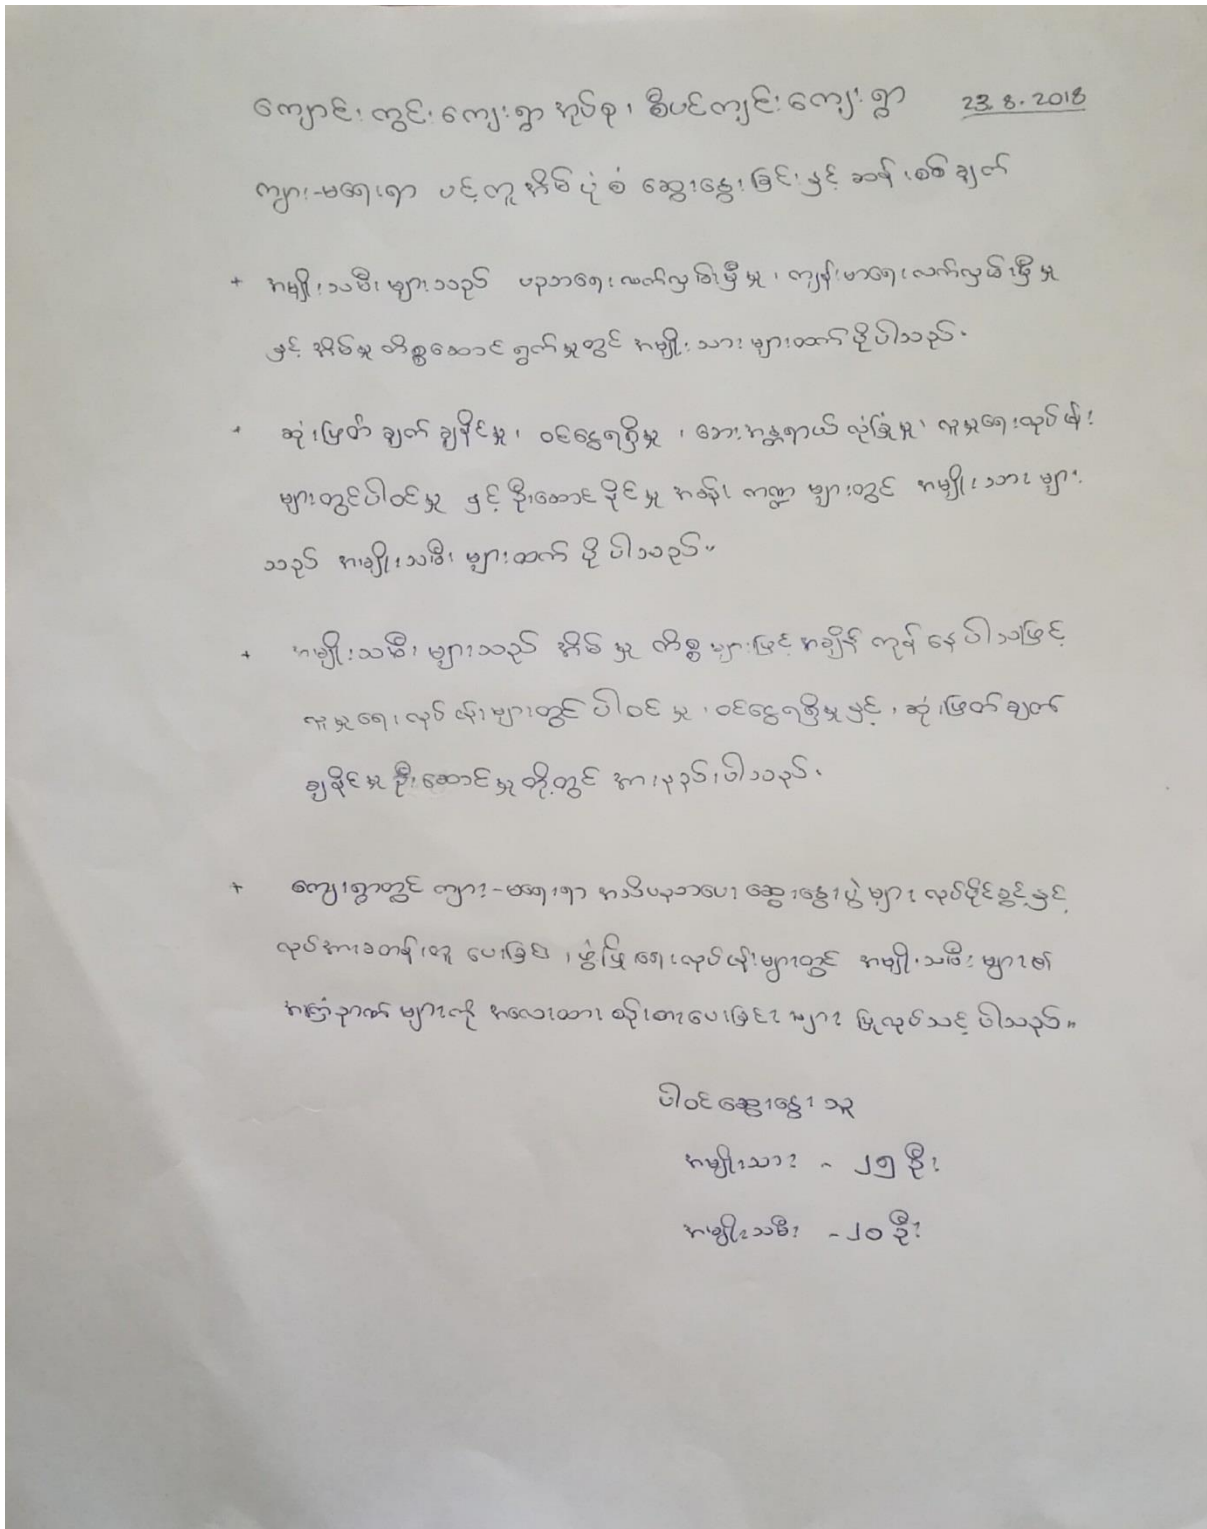 ကျောင်းကွင်းကျေးရွာအုပ်စု၊ စီပင်ကျင်းကျေးရွာ 23.8.2018
ကျား-မရေးရာ ပင့်ကူအိမ်ပုံစံ ဆွေးနွေးခြင်းနှင့် ဆန်းစစ်ချက်
+ အမျိုးသမီးများသည် ပညာရေးလက်လှမ်းမှီမှု၊ ကျန်းမာရေးလက်လှမ်းမှီမှု
နှင့် အိမ်မှုကိစ္စဆောင်ရွက်မှုတွင် အမျိုးသားများထက်ပိုပါသည်။
+ ဆုံးဖြတ်ချက်ချနိုင်မှု၊ ဝင်ငွေရရှိမှု၊ ဘေးအန္တရာယ်လုံခြုံမှု၊ လူမှုရေးလုပ်ငန်း
များတွင်ပါဝင်မှု နှင့် ဦးဆောင်နိုင်မှု အခန်းကဏ္ဍများတွင် အမျိုးသားများ
သည် အမျိုးသမီးများထက် ပိုပါသည်။
+ အမျိုးသမီးများသည် အိမ်မှုကိစ္စများဖြင့် အချိန်ကုန်နေပါသဖြင့်
လူမှုရေးလုပ်ငန်းများတွင် ပါဝင်မှု၊ ဝင်ငွေရရှိမှုနှင့်၊ ဆုံးဖြတ်ချက်
ချနိုင်မှု ဦးဆောင်မှုတို့တွင် အားနည်းပါသည်။
+ ကျေးရွာတွင် ကျား-မရေးရာ အသိပညာပေး ဆွေးနွေးပွဲများ လုပ်ပိုင်ခွင့်နှင့်
လုပ်အားခတန်းတူ ပေးခြင်း၊ ဖွံ့ဖြိုးရေးလုပ်ငန်းများတွင် အမျိုးသမီးများ၏
အကြံဉာဏ်များကို အလေးထား စဉ်းစားပေးခြင်းများ ပြုလုပ်သင့်ပါသည်။
ပါဝင်ဆွေးနွေးသူ
အမျိုးသား - ၂၅ ဦး
အမျိုးသမီး - ၂၀ ဦး